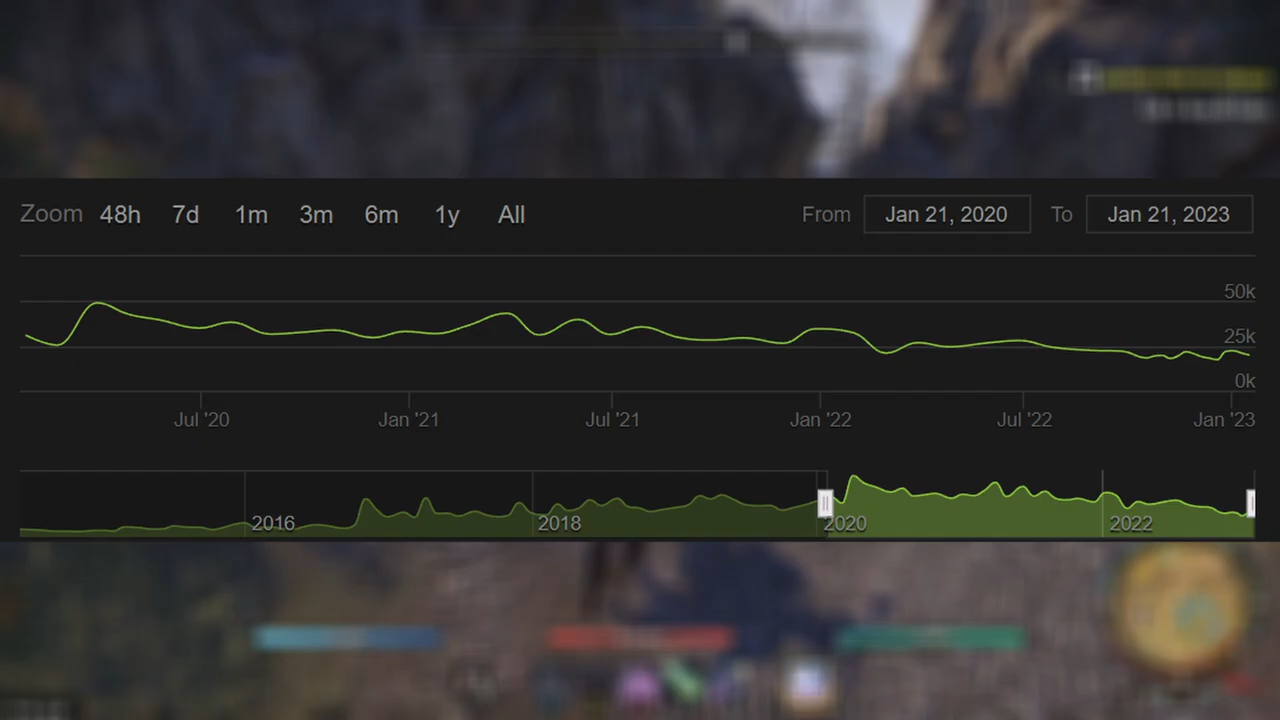 Zoom 48h 7d 1m 3m 6m 1y All From Jan 21, 2020 To Jan 21, 2023
50k
25k
0k
Jul '20 Jan '21 Jul '21 Jan '22 Jul '22 Jan '23
2016 2018 2020 2022